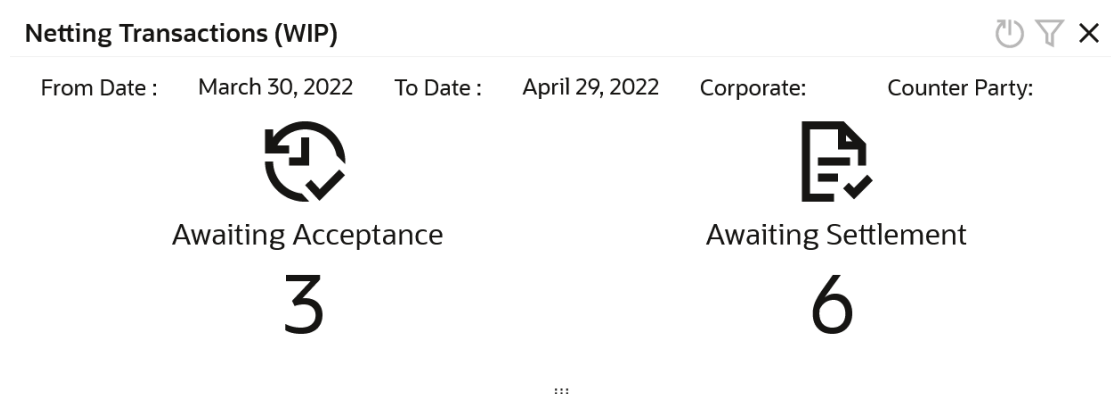 Netting Transactions (WIP)
From Date : March 30, 2022 To Date : April 29, 2022 Corporate: Counter Party:
Awaiting Acceptance Awaiting Settlement
3 6